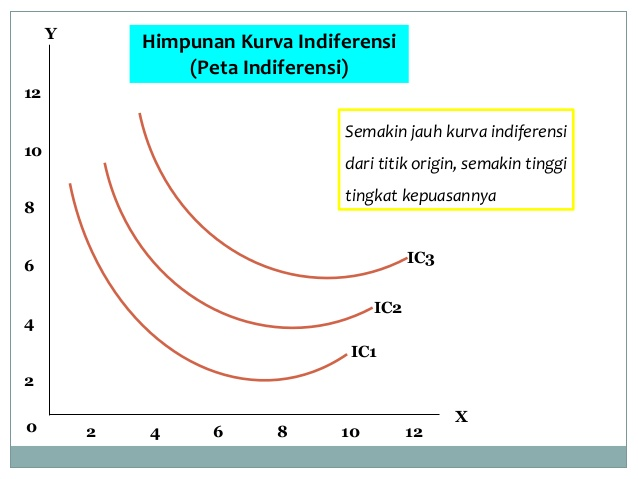 Y
Himpunan Kurva Indiferensi
(Peta Indiferensi)
12
Semakin jauh kurva indiferensi
10
dari titik origin, semakin tinggi
tingkat kepuasannya
8
6
IC3
4
IC2
IC1
2
0
2 4 6 8 10 12
X